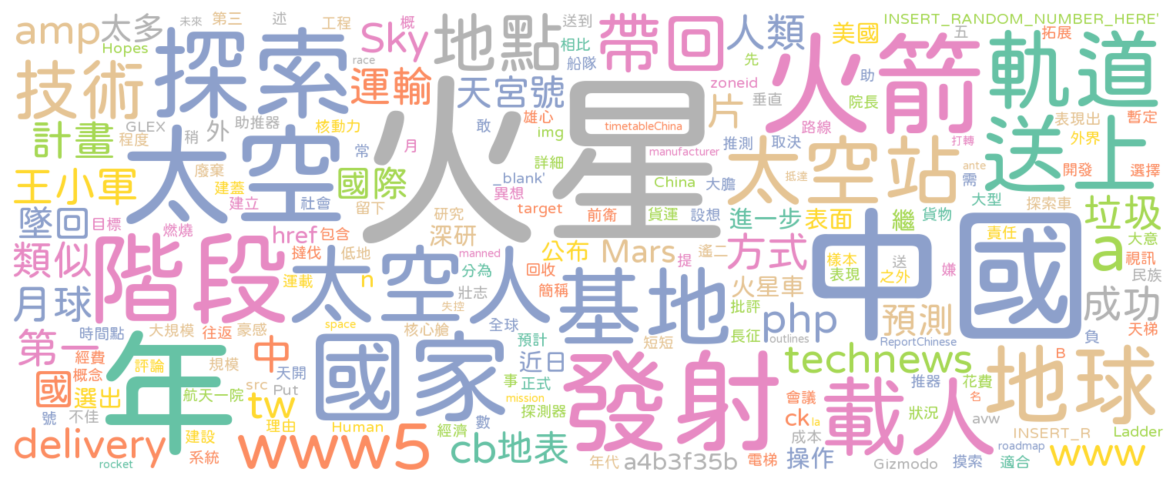 amp 太多 探索 Sky 地點 帶回 人類 美國 INSERT_RANDOM_NUMBER_HERE'
Hopes 未來 第三 述 工程 概 送到 相比 船隊 先 五 拓展
技術 race 運輸 天宮號 zoneid 垂直 助 院長 火箭 軌道
計畫 GLEX 稍 助推器 外 核動力 敢 雄心 img timetableChina 片 推測 取決 路線 表現出 暫定
程度 廢棄 常 月 詳細 manufacturer 打轉 外界
太空 火星 太空站 送上
王小軍 建蓋 建立 社會 國際 留下 _blank' 異想 China 大膽 抵達 ante 需 開發 選擇
墜回 目標 燃燒 包含 研究 target 前衛 貨運 設想 進一步 表面 繼 貨物 大型 探索車 垃圾
類似 階段 href 撻伐 低地 深研 manned 公布 Mars 提 遙二 方式 樣本 送 嫌 責任 a 大意 視訊
月球 太空人 運載 n 分為 回收 簡稱 火星車 表現 之外 中國 民族
壯志 基地 批評 長征 php 預測 成功
第一 時間點 大規模 往返 豪感 space 失控 核心艙 全球 預計 短短 outlines ReportChinese 負 天梯
年 中 國家 近日 technews
經費 評論 規模 天開 事 正式 發射 B
國 概念 選出 航天一院 src Put tw mission 探測器 會議 載人 推器 花費 名 地球
號 不佳 理由 Human 數 ck la 狀況 avw Ladder
delivery 建設 www5 經濟 cb地表 成本 INSERT_R roadmap www
rocket 系統 年代 a4b3f35b 電梯 操作 Gizmodo 摸索 適合